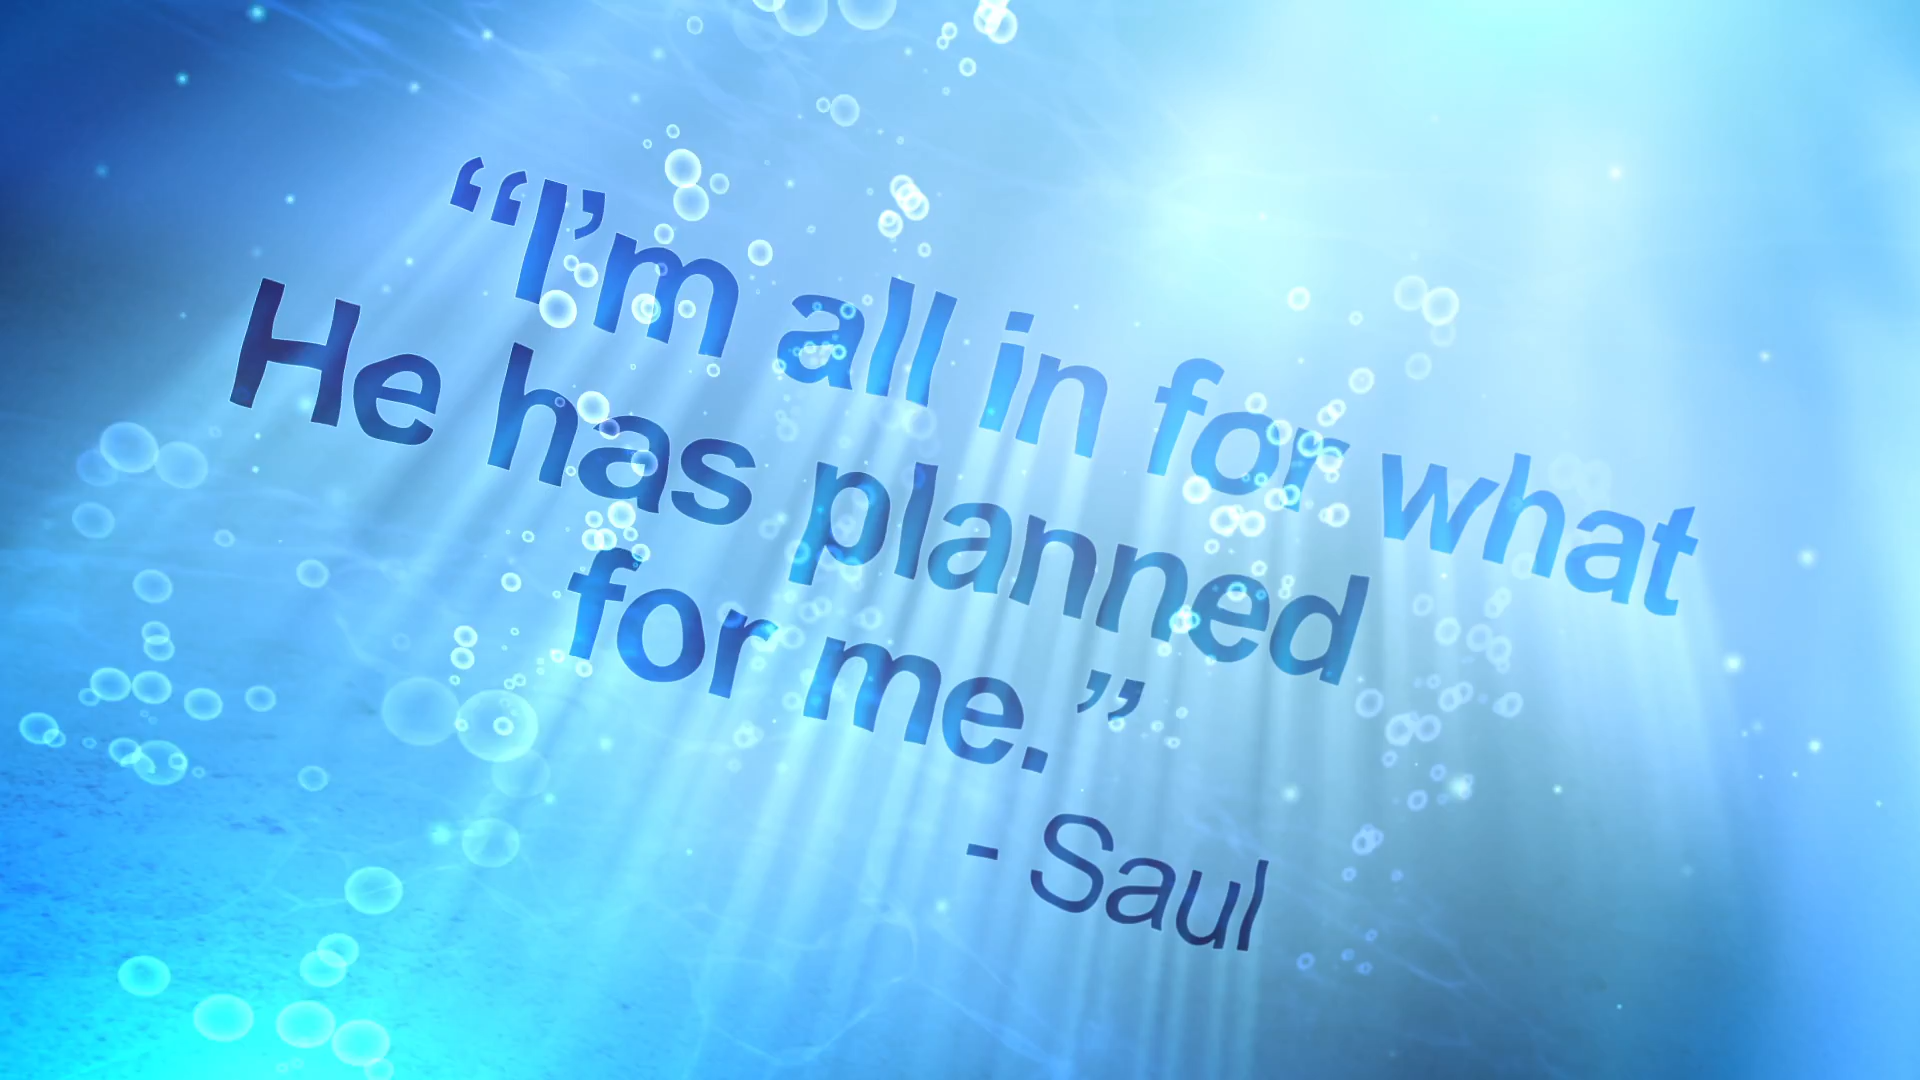 “I’m all in for what
He has planned
for me.”
- Saul